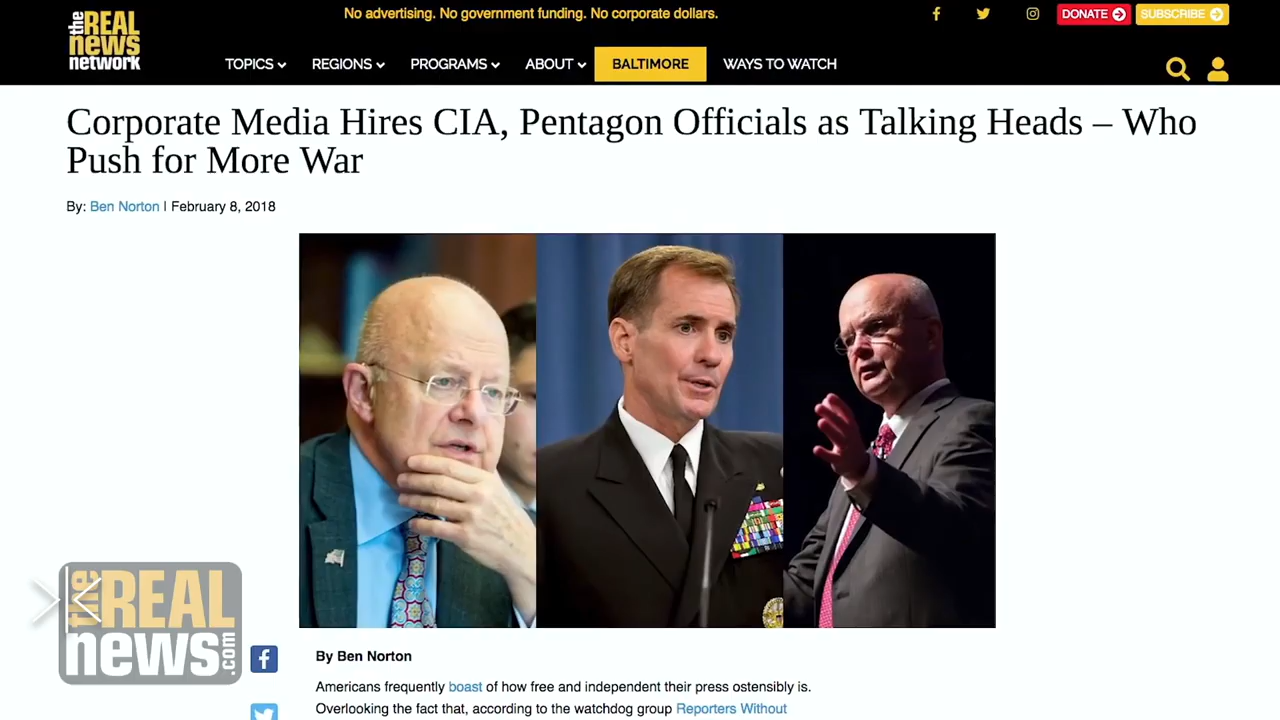 No advertising. No government funding. No corporate dollars.
DONATE
SUBSCRIBE
the REAL
news
network
TOPICS
REGIONS
PROGRAMS
ABOUT
BALTIMORE
WAYS TO WATCH
Corporate Media Hires CIA, Pentagon Officials as Talking Heads – Who
Push for More War
By: Ben Norton | February 8, 2018
the REAL
news.com
By Ben Norton
Americans frequently boast of how free and independent their press ostensibly is.
Overlooking the fact that, according to the watchdog group Reporters Without